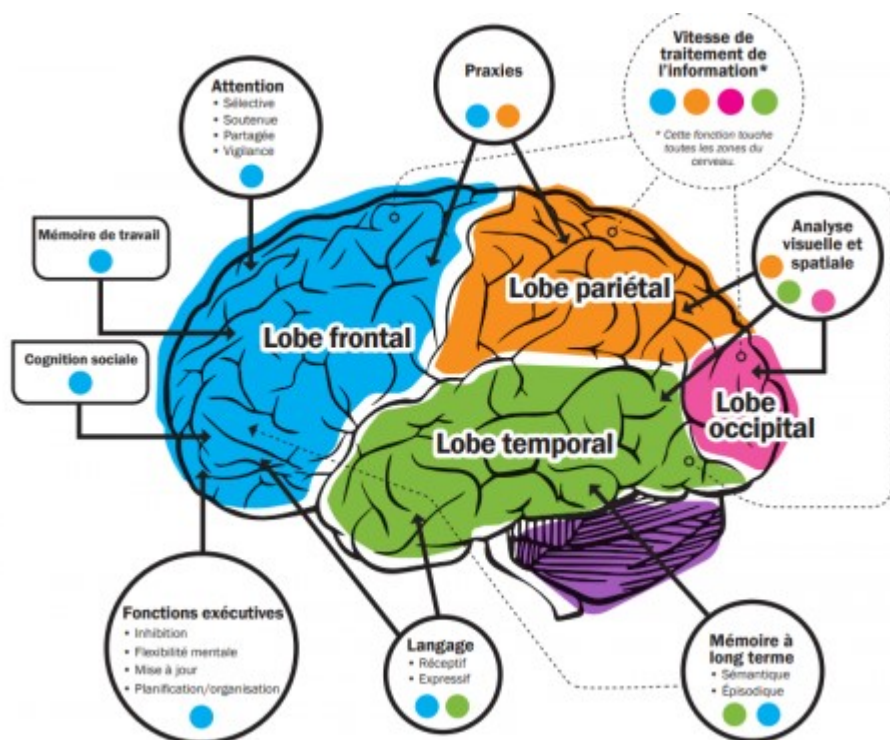 Attention
• Sélective
• Soutenue
• Partagée
• Vigilance
Praxies
Vitesse de
traitement de
l'information*
* Cette fonction touche
toutes les zones du
cerveau.
Mémoire de travail
Analyse
visuelle et
spatiale
Cognition sociale
Lobe frontal
Lobe pariétal
Lobe temporal
Lobe
occipital
Fonctions exécutives
• Inhibition
• Flexibilité mentale
• Mise à jour
• Planification/organisation
Langage
• Réceptif
• Expressif
Mémoire à
long terme
• Sémantique
• Épisodique